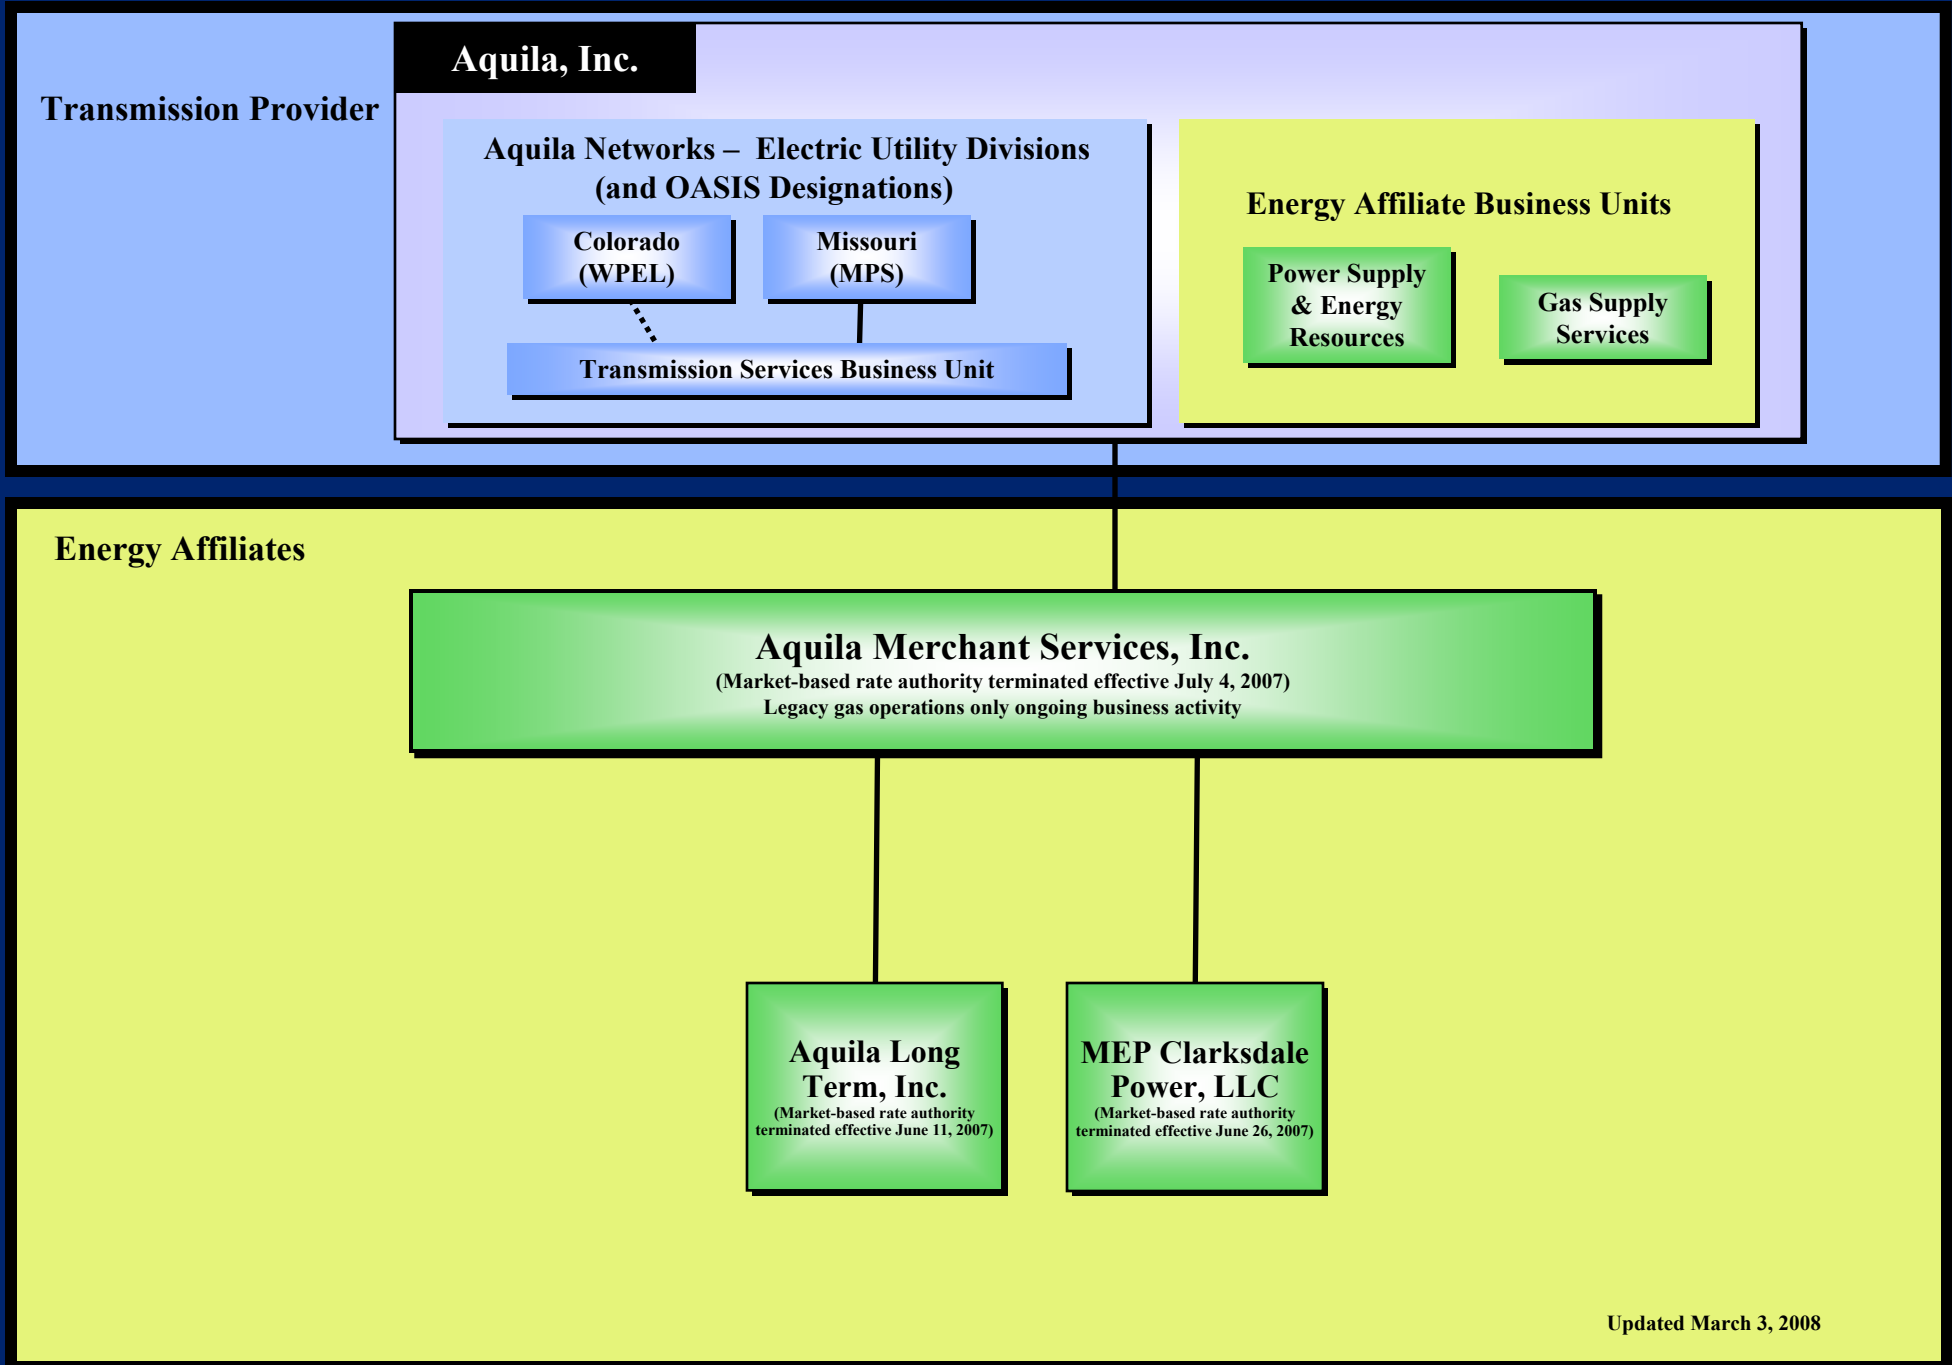 Aquila, Inc.
Transmission Provider
Aquila Networks – Electric Utility Divisions
(and OASIS Designations)
Colorado
(WPEL)
Missouri
(MPS)
Transmission Services Business Unit
Energy Affiliate Business Units
Power Supply
& Energy
Resources
Gas Supply
Services
Energy Affiliates
Aquila Merchant Services, Inc.
(Market-based rate authority terminated effective July 4, 2007)
Legacy gas operations only ongoing business activity
Aquila Long
Term, Inc.
(Market-based rate authority
terminated effective June 11, 2007)
MEP Clarksdale
Power, LLC
(Market-based rate authority
terminated effective June 26, 2007)
Updated March 3, 2008